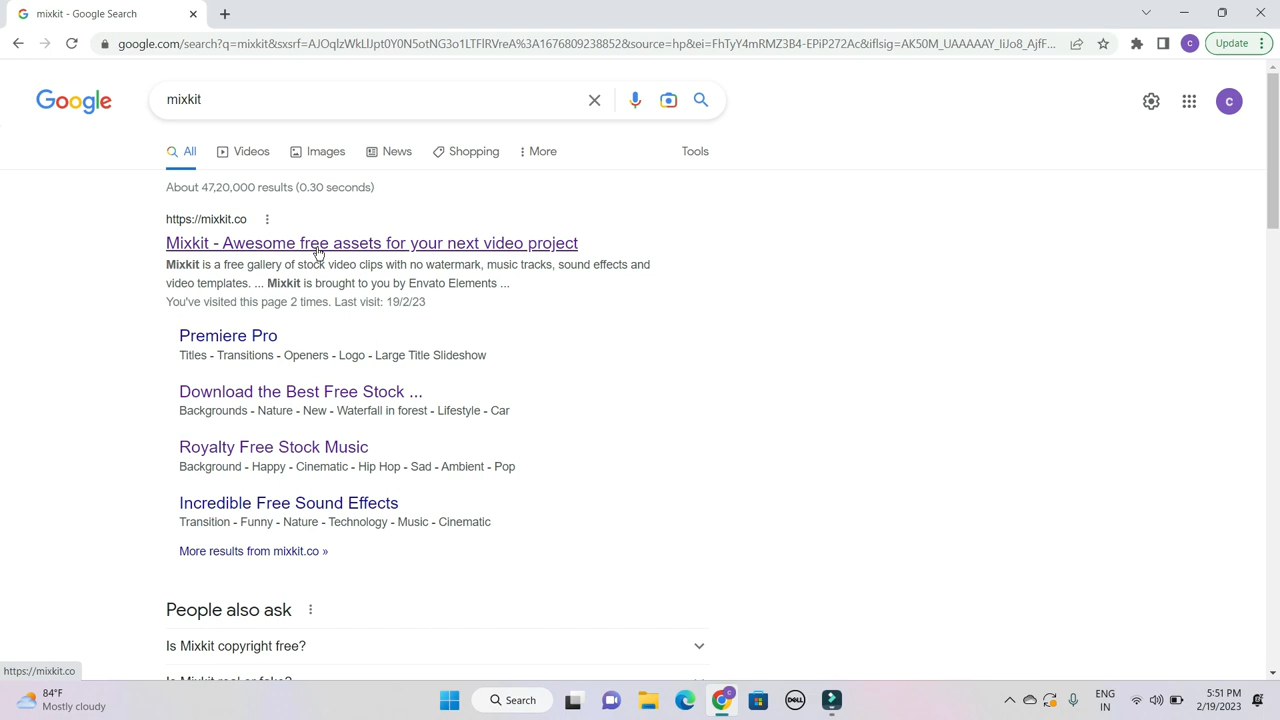 mixkit - Google Search
google.com/search?q=mixkit&sxsrf=AJOqlzWkLlJpt0Y0N5otNG3o1LTFlRVreA%3A1676809238852&source=hp&ei=FhTyY4mRMZ3B4-EPiP272Ac&iflsig=AK50M_UAAAAAY_IiJo8_AjfF...
C
Update
Google
mixkit
C
All
Videos
Images
News
Shopping
More
Tools
About 47,20,000 results (0.30 seconds)
https://mixkit.co
Mixkit - Awesome free assets for your next video project
Mixkit is a free gallery of stock video clips with no watermark, music tracks, sound effects and
video templates. ... Mixkit is brought to you by Envato Elements ...
You've visited this page 2 times. Last visit: 19/2/23
Premiere Pro
Titles - Transitions - Openers - Logo - Large Title Slideshow
Download the Best Free Stock ...
Backgrounds - Nature - New - Waterfall in forest - Lifestyle - Car
Royalty Free Stock Music
Background - Happy - Cinematic - Hip Hop - Sad - Ambient - Pop
Incredible Free Sound Effects
Transition - Funny - Nature - Technology - Music - Cinematic
More results from mixkit.co »
People also ask
Is Mixkit copyright free?
Is Mixkit real or fake?
https://mixkit.co
84°F
Mostly cloudy
Search
C
DELL
ENG
IN
5:51 PM
2/19/2023